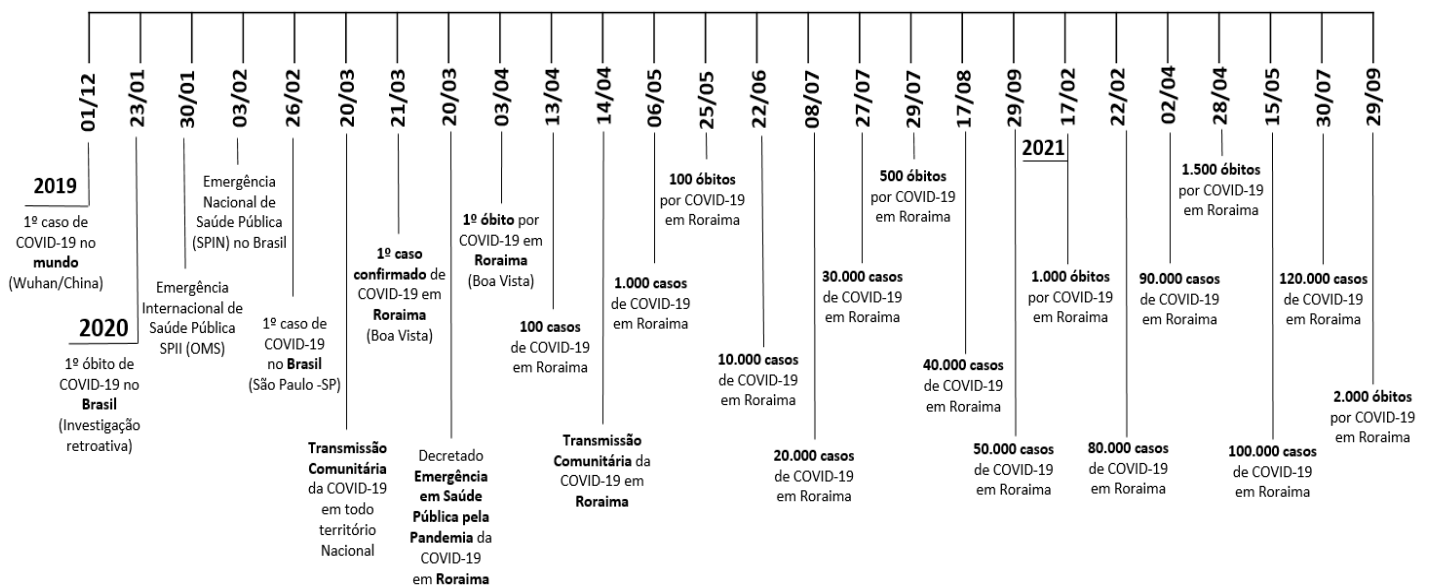 01/12
23/01
30/01
03/02
26/02
20/03
21/03
20/03
03/04
13/04
14/04
06/05
25/05
22/06
08/07
27/07
29/07
17/08
29/09
17/02
22/02
02/04
28/04
15/05
30/07
29/09
2019
1º caso de
COVID-19 no
mundo
(Wuhan/China)
2020
1º óbito de
COVID-19 no
Brasil
(Investigação
retroativa)
Emergência
Internacional de
Saúde Pública
SPII (OMS)
Emergência
Nacional de
Saúde Pública
(SPIN) no Brasil
1º caso de
COVID-19
no Brasil
(São Paulo -SP)
Transmissão
Comunitária
da COVID-19
em todo
território
Nacional
1º caso
confirmado de
COVID-19 em
Roraima
(Boa Vista)
Decretado
Emergência
em Saúde
Pública pela
Pandemia da
COVID-19
em Roraima
1º óbito por
COVID-19 em
Roraima
(Boa Vista)
100 casos
de COVID-19
em Roraima
Transmissão
Comunitária da
COVID-19 em
Roraima
1.000 casos
de COVID-19
em Roraima
100 óbitos
por COVID-19
em Roraima
10.000 casos
de COVID-19
em Roraima
20.000 casos
de COVID-19
em Roraima
30.000 casos
de COVID-19
em Roraima
500 óbitos
por COVID-19
em Roraima
40.000 casos
de COVID-19
em Roraima
50.000 casos
de COVID-19
em Roraima
2021
1.000 óbitos
por COVID-19
em Roraima
80.000 casos
de COVID-19
em Roraima
90.000 casos
de COVID-19
em Roraima
1.500 óbitos
por COVID-19
em Roraima
100.000 casos
de COVID-19
em Roraima
120.000 casos
de COVID-19
em Roraima
2.000 óbitos
por COVID-19
em Roraima